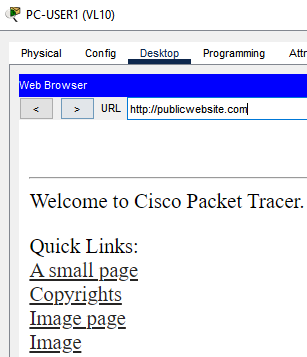 PC-USER1 (VL10)
Physical Config Desktop Programming
Web Browser
< > URL http://publicwebsite.com
Welcome to Cisco Packet Tracer.
Quick Links:
A small page
Copyrights
Image page
Image